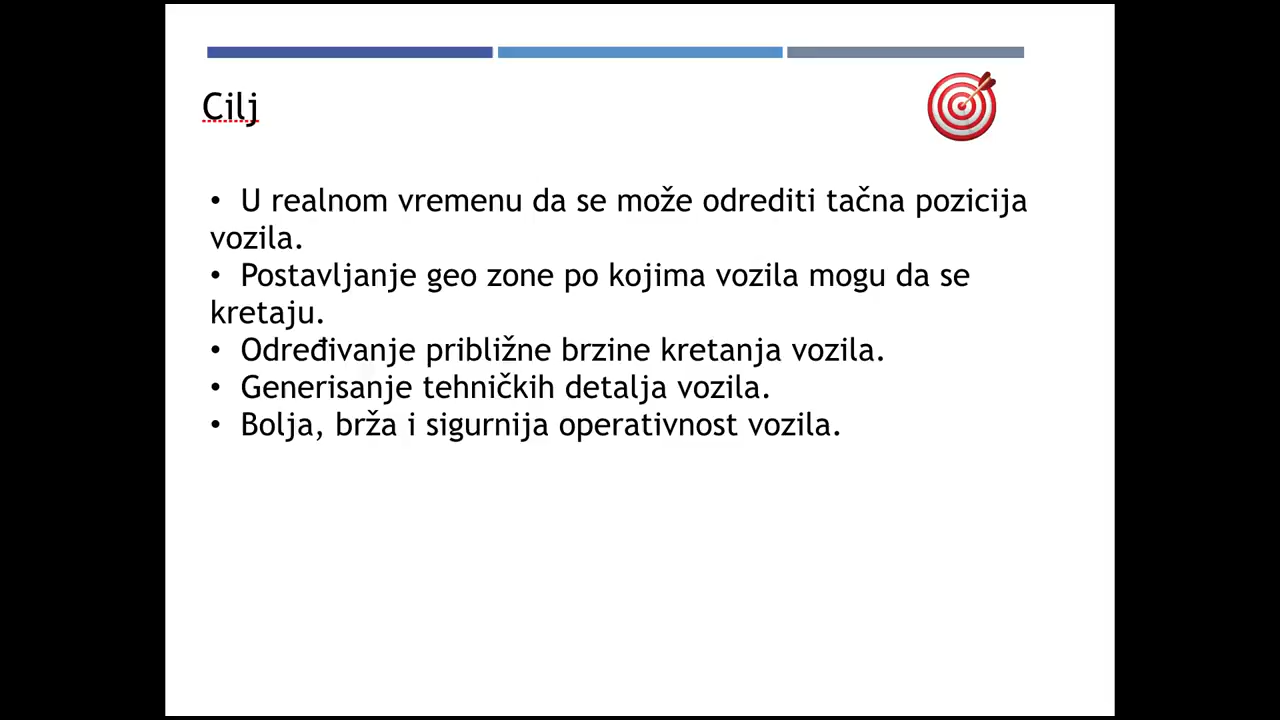 Cilj
• U realnom vremenu da se može odrediti tačna pozicija
vozila.
• Postavljanje geo zone po kojima vozila mogu da se
kretaju.
• Određivanje približne brzine kretanja vozila.
• Generisanje tehničkih detalja vozila.
• Bolja, brža i sigurnija operativnost vozila.